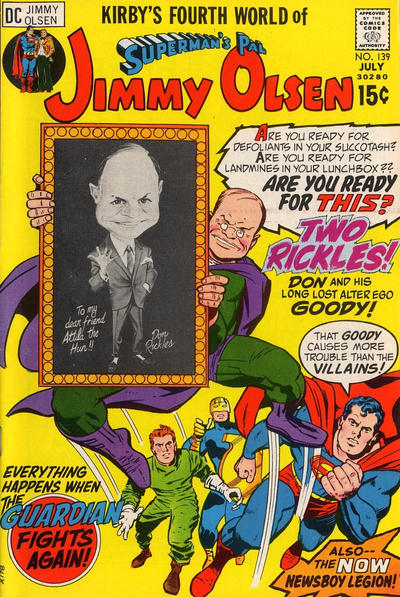 DC
JIMMY
OLSEN
KIRBY'S FOURTH WORLD of
SUPERMAN'S PAL
JIMMY OLSEN
APPROVED
BY THE
COMICS
CODE
AUTHORITY
NO. 139
JULY
30280
15¢
ARE YOU READY FOR
DEFOLIANTS IN YOUR SUCCOTASH?
ARE YOU READY FOR
LANDMINES IN YOUR LUNCHBOX??
ARE YOU READY
FOR THIS?
TWO
RICKLES!
DON AND HIS
LONG LOST ALTER EGO
GOODY!
To my
dear friend
Attila the
Hun!!
Don
Rickles
THAT GOODY
CAUSES MORE
TROUBLE THAN THE
VILLAINS!
EVERYTHING
HAPPENS WHEN
THE
GUARDIAN
FIGHTS
AGAIN!
ALSO--
THE NOW
NEWSBOY LEGION!